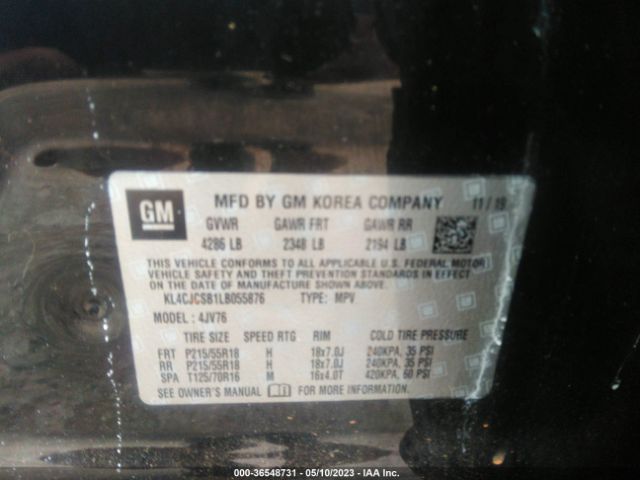 GM MFD BY GM KOREA COMPANY 11 / 19
GVWR GAWR FRT GAWR RR
4286 LB 2348 LB 2194 LB
THIS VEHICLE CONFORMS TO ALL APPLICABLE U.S. FEDERAL MOTOR
VEHICLE SAFETY AND THEFT PREVENTION STANDARDS IN EFFECT ON THE
DATE OF MANUFACTURE SHOWN ABOVE.
KL4CJCSB1LB055876 TYPE: MPV
MODEL : 4JV76
TIRE SIZE SPEED RTG RIM COLD TIRE PRESSURE
FRT P215/55R18 H 18x7.0J 240KPA, 35 PSI
RR P215/55R18 H 18x7.0J 240KPA, 35 PSI
SPA T125/70R16 M 16x4.0T 420KPA, 60 PSI
SEE OWNER'S MANUAL FOR MORE INFORMATION.
000-36548731 - 05/10/2023 - IAA Inc.